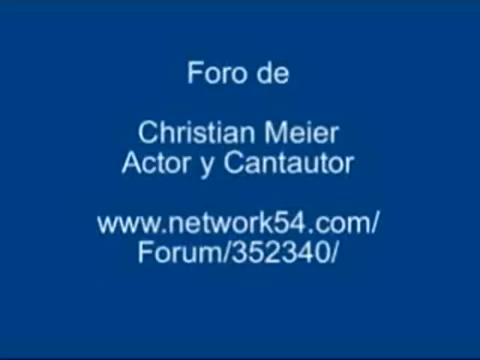 Foro de
Christian Meier
Actor y Cantautor
www.network54.com/
Forum/352340/